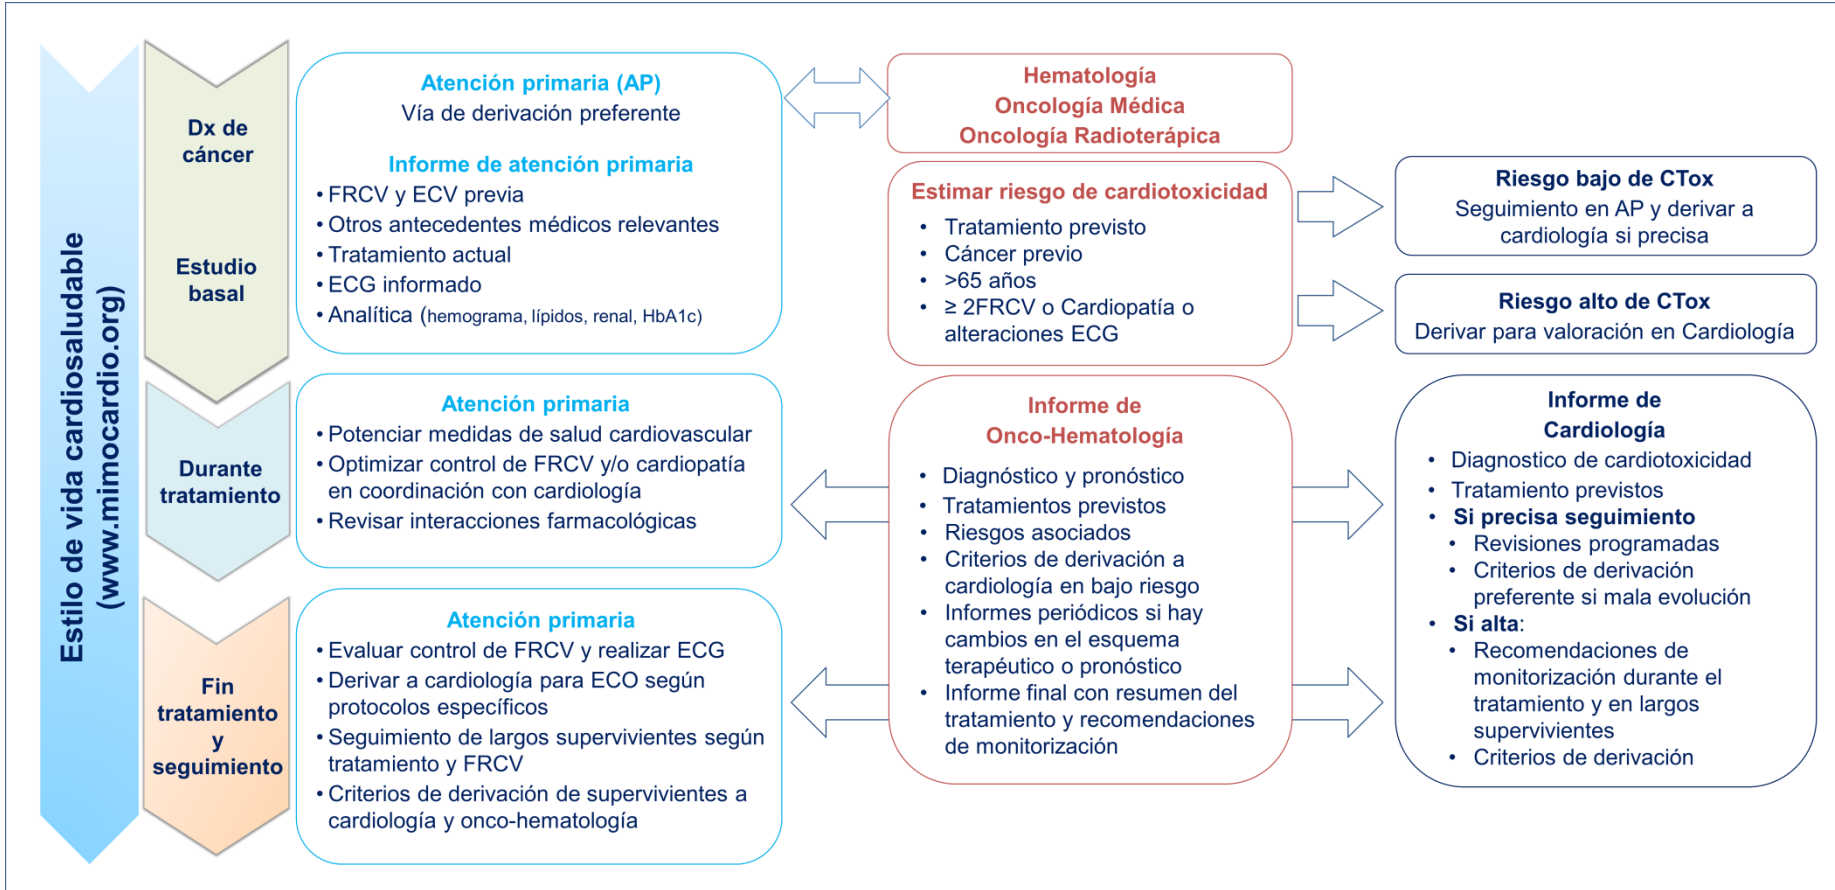 Estilo de vida cardiosaludable
(www.mimocardio.org)
Dx de
cáncer
Estudio
basal
Atención primaria (AP)
Vía de derivación preferente
Informe de atención primaria
• FRCV y ECV previa
• Otros antecedentes médicos relevantes
• Tratamiento actual
• ECG informado
• Analítica (hemograma, lípidos, renal, HbA1c)
Hematología
Oncología Médica
Oncología Radioterápica
Estimar riesgo de cardiotoxicidad
• Tratamiento previsto
• Cáncer previo
• >65 años
• ≥ 2FRCV o Cardiopatía o
alteraciones ECG
Riesgo bajo de CTox
Seguimiento en AP y derivar a
cardiología si precisa
Riesgo alto de CTox
Derivar para valoración en Cardiología
Durante
tratamiento
Atención primaria
• Potenciar medidas de salud cardiovascular
• Optimizar control de FRCV y/o cardiopatía
en coordinación con cardiología
• Revisar interacciones farmacológicas
Fin
tratamiento
y
seguimiento
Atención primaria
• Evaluar control de FRCV y realizar ECG
• Derivar a cardiología para ECO según
protocolos específicos
• Seguimiento de largos supervivientes según
tratamiento y FRCV
• Criterios de derivación de supervivientes a
cardiología y onco-hematología
Informe de
Onco-Hematología
• Diagnóstico y pronóstico
• Tratamientos previstos
• Riesgos asociados
• Criterios de derivación a
cardiología en bajo riesgo
• Informes periódicos si hay
cambios en el esquema
terapéutico o pronóstico
• Informe final con resumen del
tratamiento y recomendaciones
de monitorización
Informe de
Cardiología
• Diagnostico de cardiotoxicidad
• Tratamiento previstos
• Si precisa seguimiento
• Revisiones programadas
• Criterios de derivación
preferente si mala evolución
• Si alta:
• Recomendaciones de
monitorización durante el
tratamiento y en largos
supervivientes
• Criterios de derivación